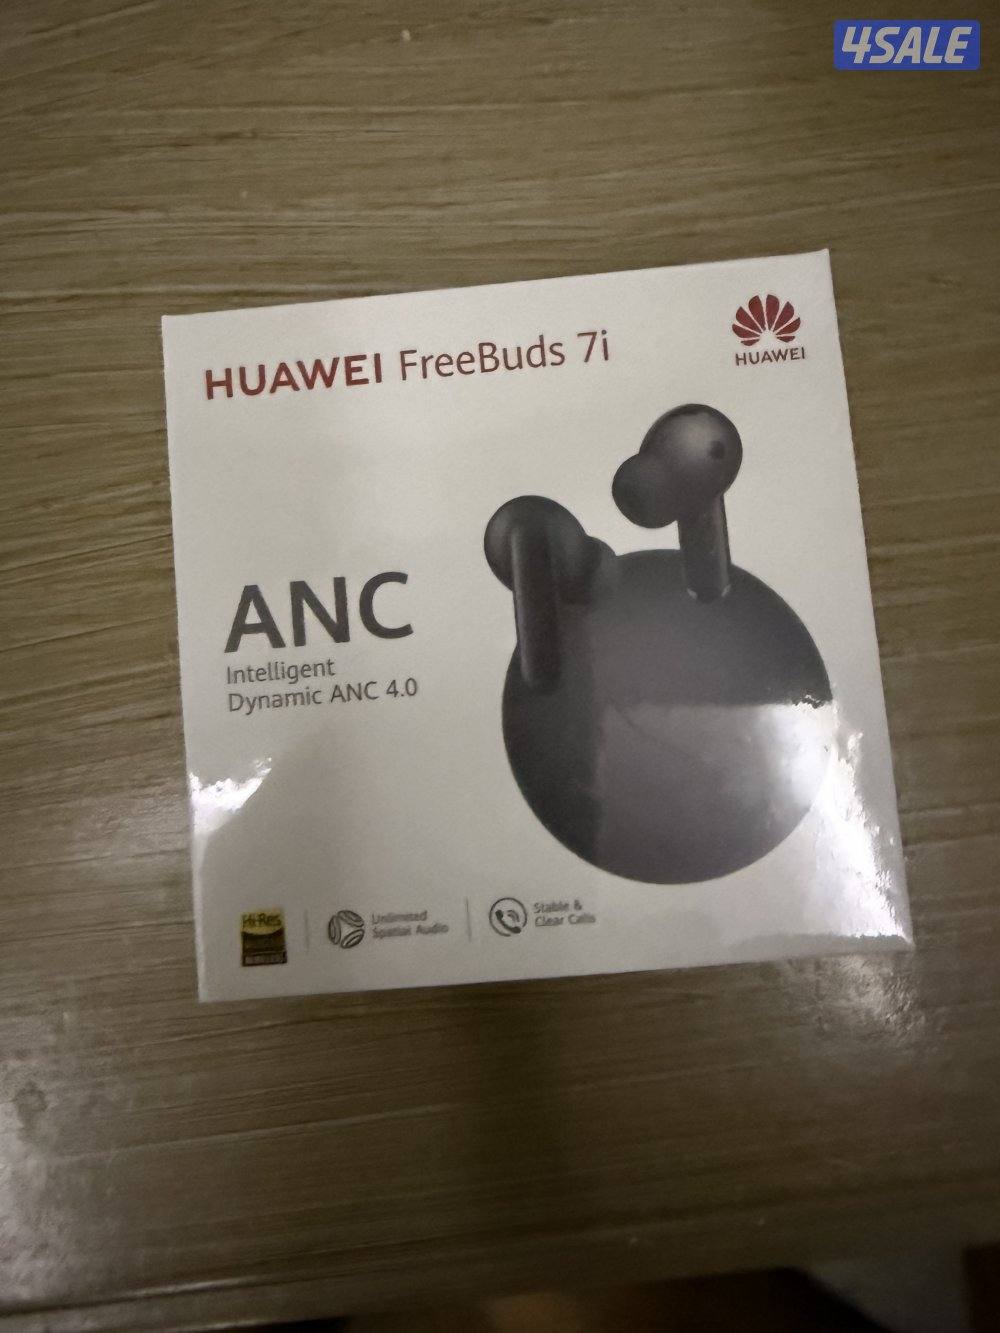 4SALE
HUAWEI FreeBuds 7i
HUAWEI
ANC
Intelligent
Dynamic ANC 4.0
Hi-Res
WIRELESS
Unlimited
Spatial Audio
Stable &
Clear Calls